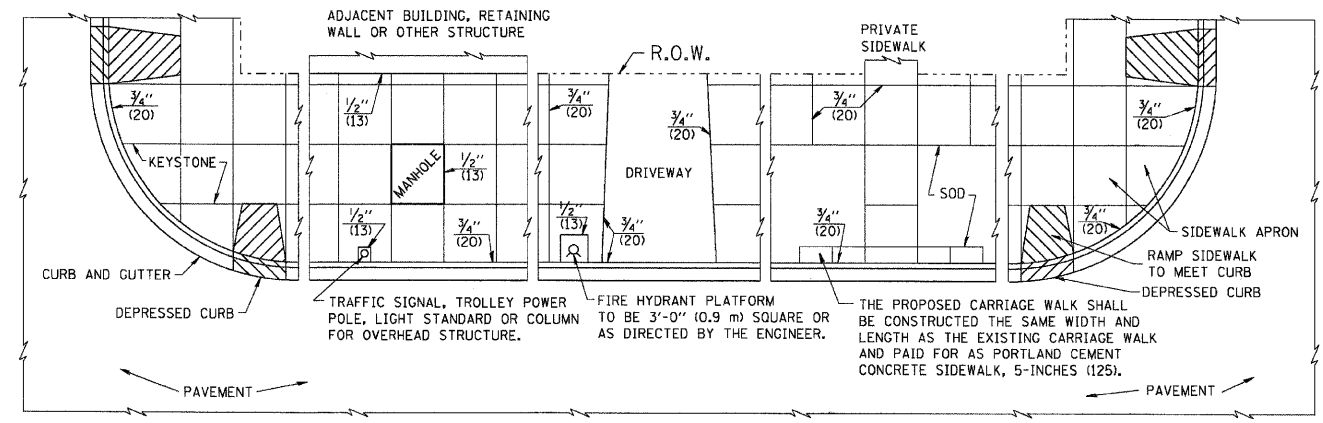 ADJACENT BUILDING, RETAINING
WALL OR OTHER STRUCTURE
R.O.W.
PRIVATE
SIDEWALK
3/4"
(20)
1/2"
(13)
3/4"
(20)
3/4"
(20)
3/4"
(20)
3/4"
(20)
KEYSTONE
MANHOLE
1/2"
(13)
DRIVEWAY
SOD
1/2"
(13)
3/4"
(20)
1/2"
(13)
3/4"
(20)
3/4"
(20)
3/4"
(20)
SIDEWALK APRON
RAMP SIDEWALK
TO MEET CURB
DEPRESSED CURB
CURB AND GUTTER
DEPRESSED CURB
TRAFFIC SIGNAL, TROLLEY POWER
POLE, LIGHT STANDARD OR COLUMN
FOR OVERHEAD STRUCTURE.
FIRE HYDRANT PLATFORM
TO BE 3'-0" (0.9 m) SQUARE OR
AS DIRECTED BY THE ENGINEER.
THE PROPOSED CARRIAGE WALK SHALL
BE CONSTRUCTED THE SAME WIDTH AND
LENGTH AS THE EXISTING CARRIAGE WALK
AND PAID FOR AS PORTLAND CEMENT
CONCRETE SIDEWALK, 5-INCHES (125).
PAVEMENT
PAVEMENT